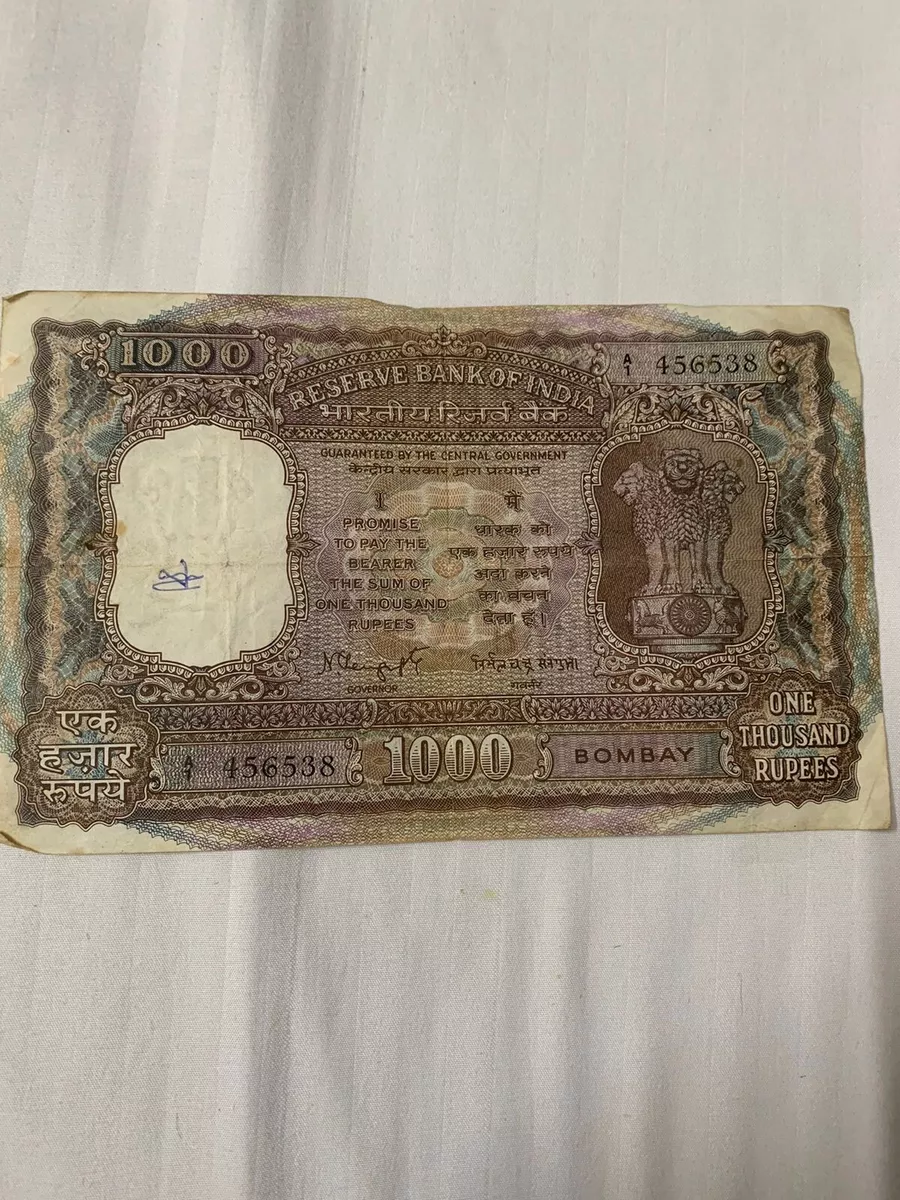 1000
A/1 456538
RESERVE BANK OF INDIA
भारतीय रिजर्व बैंक
GUARANTEED BY THE CENTRAL GOVERNMENT
केन्द्रीय सरकार द्वारा प्रत्याभूत
I
PROMISE
TO PAY THE
BEARER
THE SUM OF
ONE THOUSAND
RUPEES
मैं
धारक को
एक हज़ार रुपये
अदा करने
का वचन
देता हूं।
GOVERNOR
गवर्नर
एक
हज़ार
रुपये
A/1 456538
1000
BOMBAY
ONE
THOUSAND
RUPEES